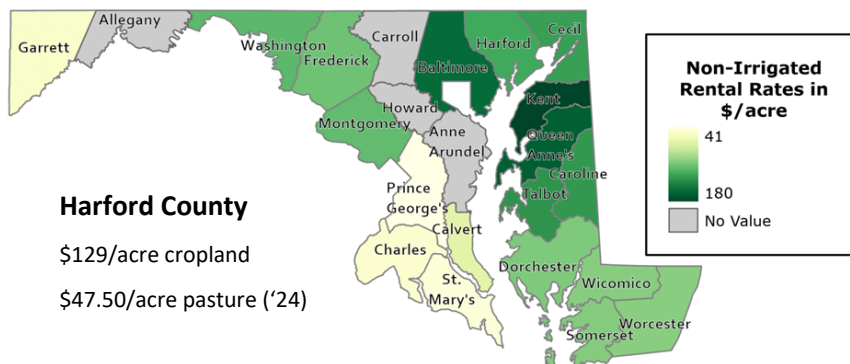 Garrett
Allegany
Washington
Frederick
Carroll
Baltimore
Harford
Cecil
Montgomery
Howard
Anne
Arundel
Kent
Queen
Anne's
Caroline
Talbot
Prince
George's
Calvert
Charles
St.
Mary's
Dorchester
Wicomico
Somerset
Worcester
Harford County
$129/acre cropland
$47.50/acre pasture (‘24)
Non-Irrigated
Rental Rates in
$/acre
41
180
No Value